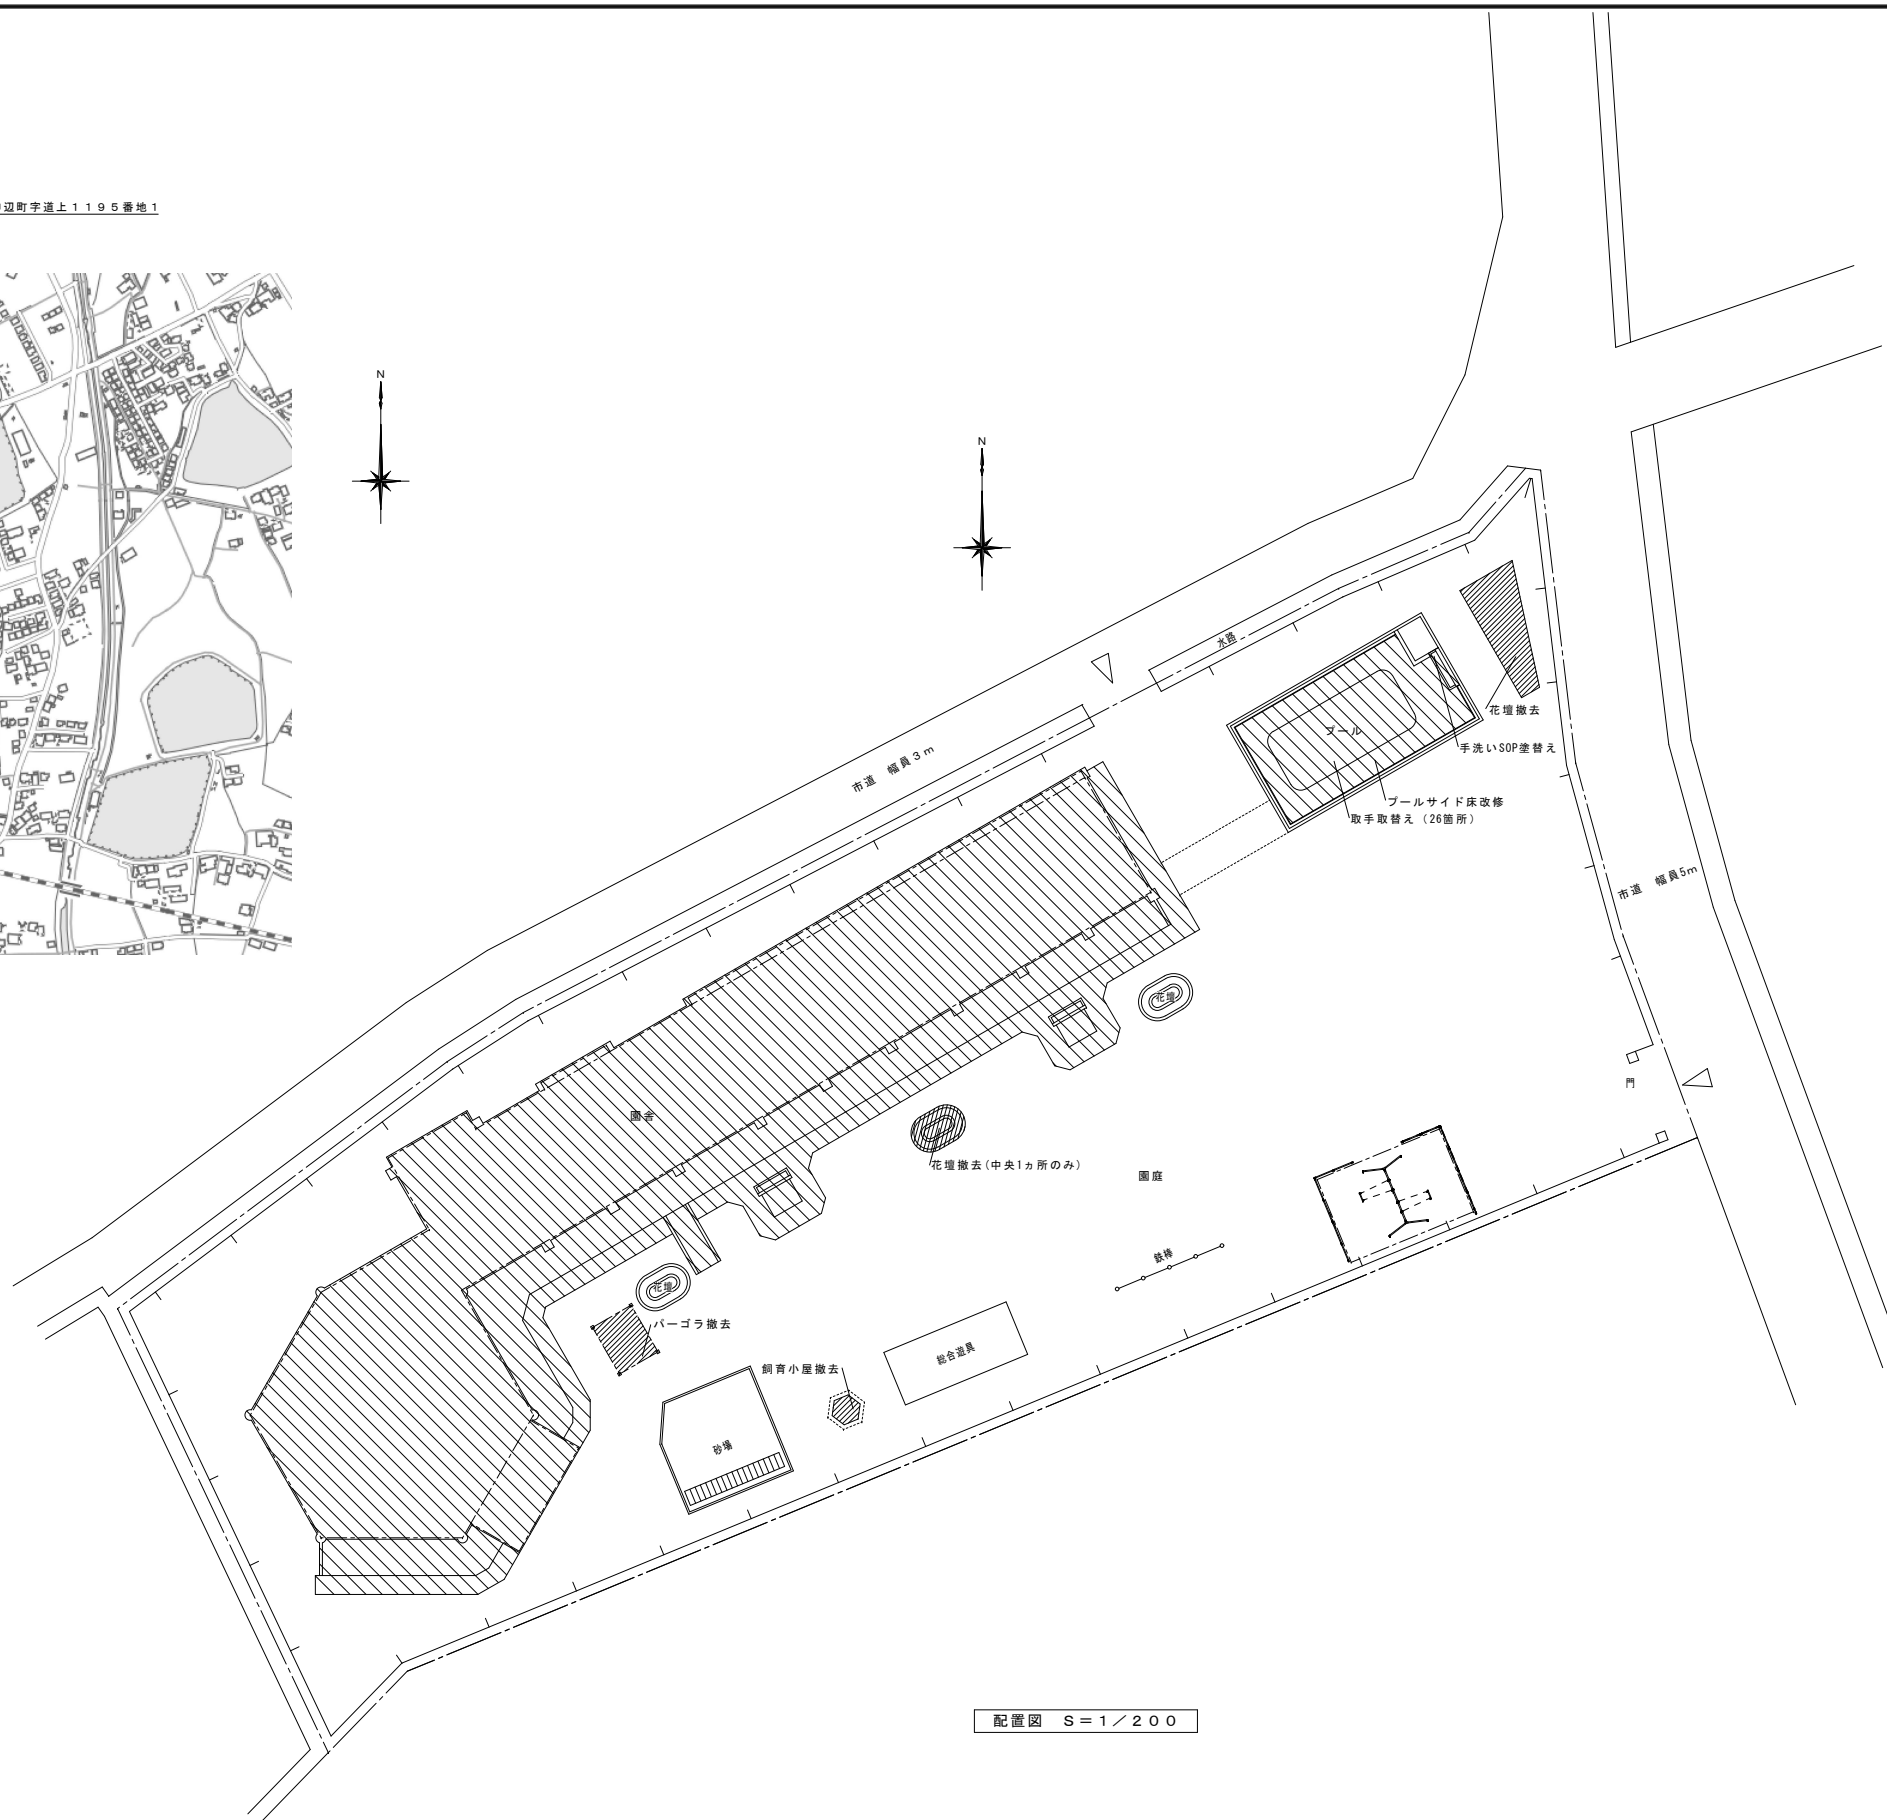 辺町字道上1195番地1
N
N
水路
花壇撤去
プール
手洗いSOP塗替え
市道 幅員3m
プールサイド床改修
取手取替え（26箇所）
市道 幅員5m
花壇
門
園舎
花壇撤去(中央1ヵ所のみ)
園庭
鉄棒
花壇
パーゴラ撤去
総合遊具
飼育小屋撤去
砂場
配置図 S＝1／200